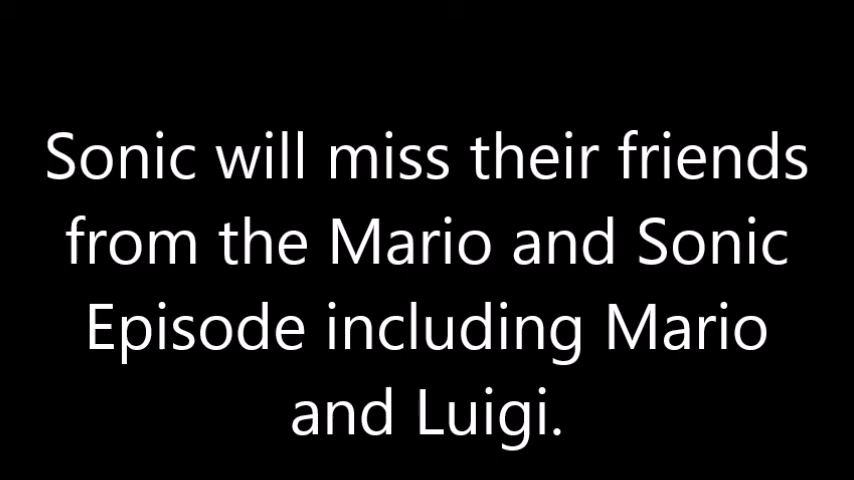 Sonic will miss their friends
from the Mario and Sonic
Episode including Mario
and Luigi.